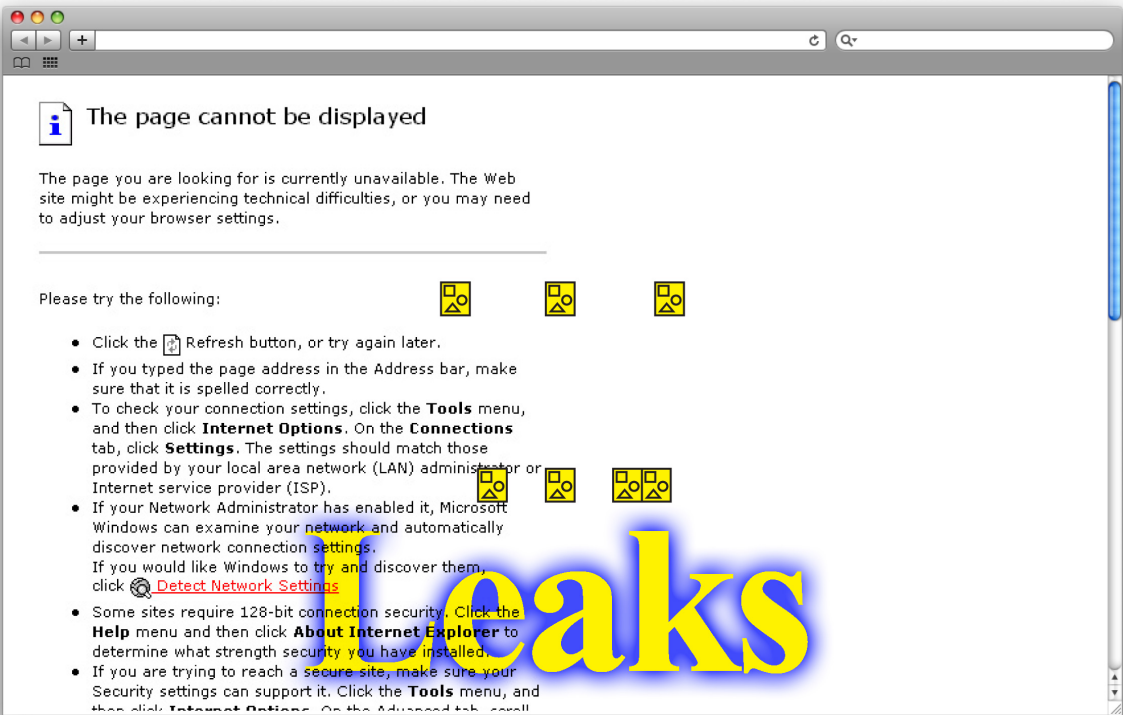 The page cannot be displayed
The page you are looking for is currently unavailable. The Web
site might be experiencing technical difficulties, or you may need
to adjust your browser settings.
Please try the following:
Click the Refresh button, or try again later.
If you typed the page address in the Address bar, make
sure that it is spelled correctly.
To check your connection settings, click the Tools menu,
and then click Internet Options. On the Connections
tab, click Settings. The settings should match those
provided by your local area network (LAN) administrator or
Internet service provider (ISP).
If your Network Administrator has enabled it, Microsoft
Windows can examine your network and automatically
discover network connection settings.
If you would like Windows to try and discover them,
click Detect Network Settings
Some sites require 128-bit connection security. Click the
Help menu and then click About Internet Explorer to
determine what strength security you have installed.
If you are trying to reach a secure site, make sure your
Security settings can support it. Click the Tools menu, and
then click Internet Options. On the Advanced tab, scroll
Leaks